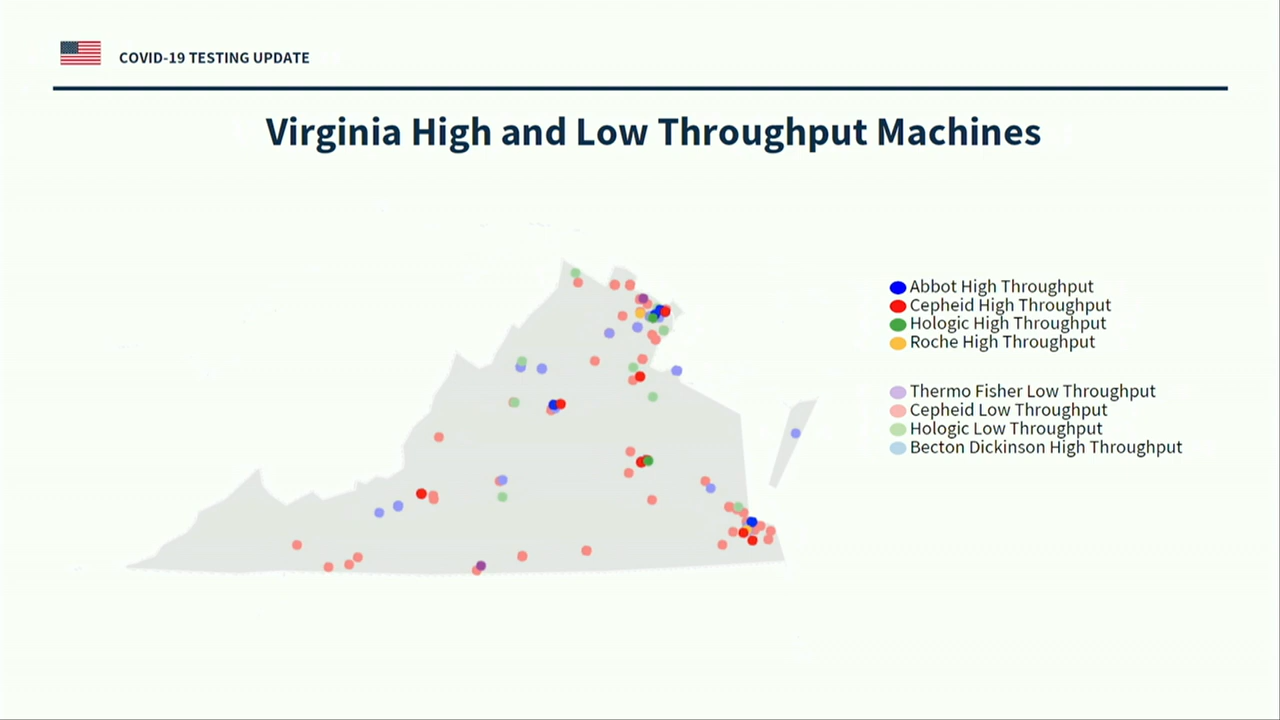 COVID-19 TESTING UPDATE
Virginia High and Low Throughput Machines
Abbot High Throughput
Cepheid High Throughput
Hologic High Throughput
Roche High Throughput
Thermo Fisher Low Throughput
Cepheid Low Throughput
Hologic Low Throughput
Becton Dickinson High Throughput